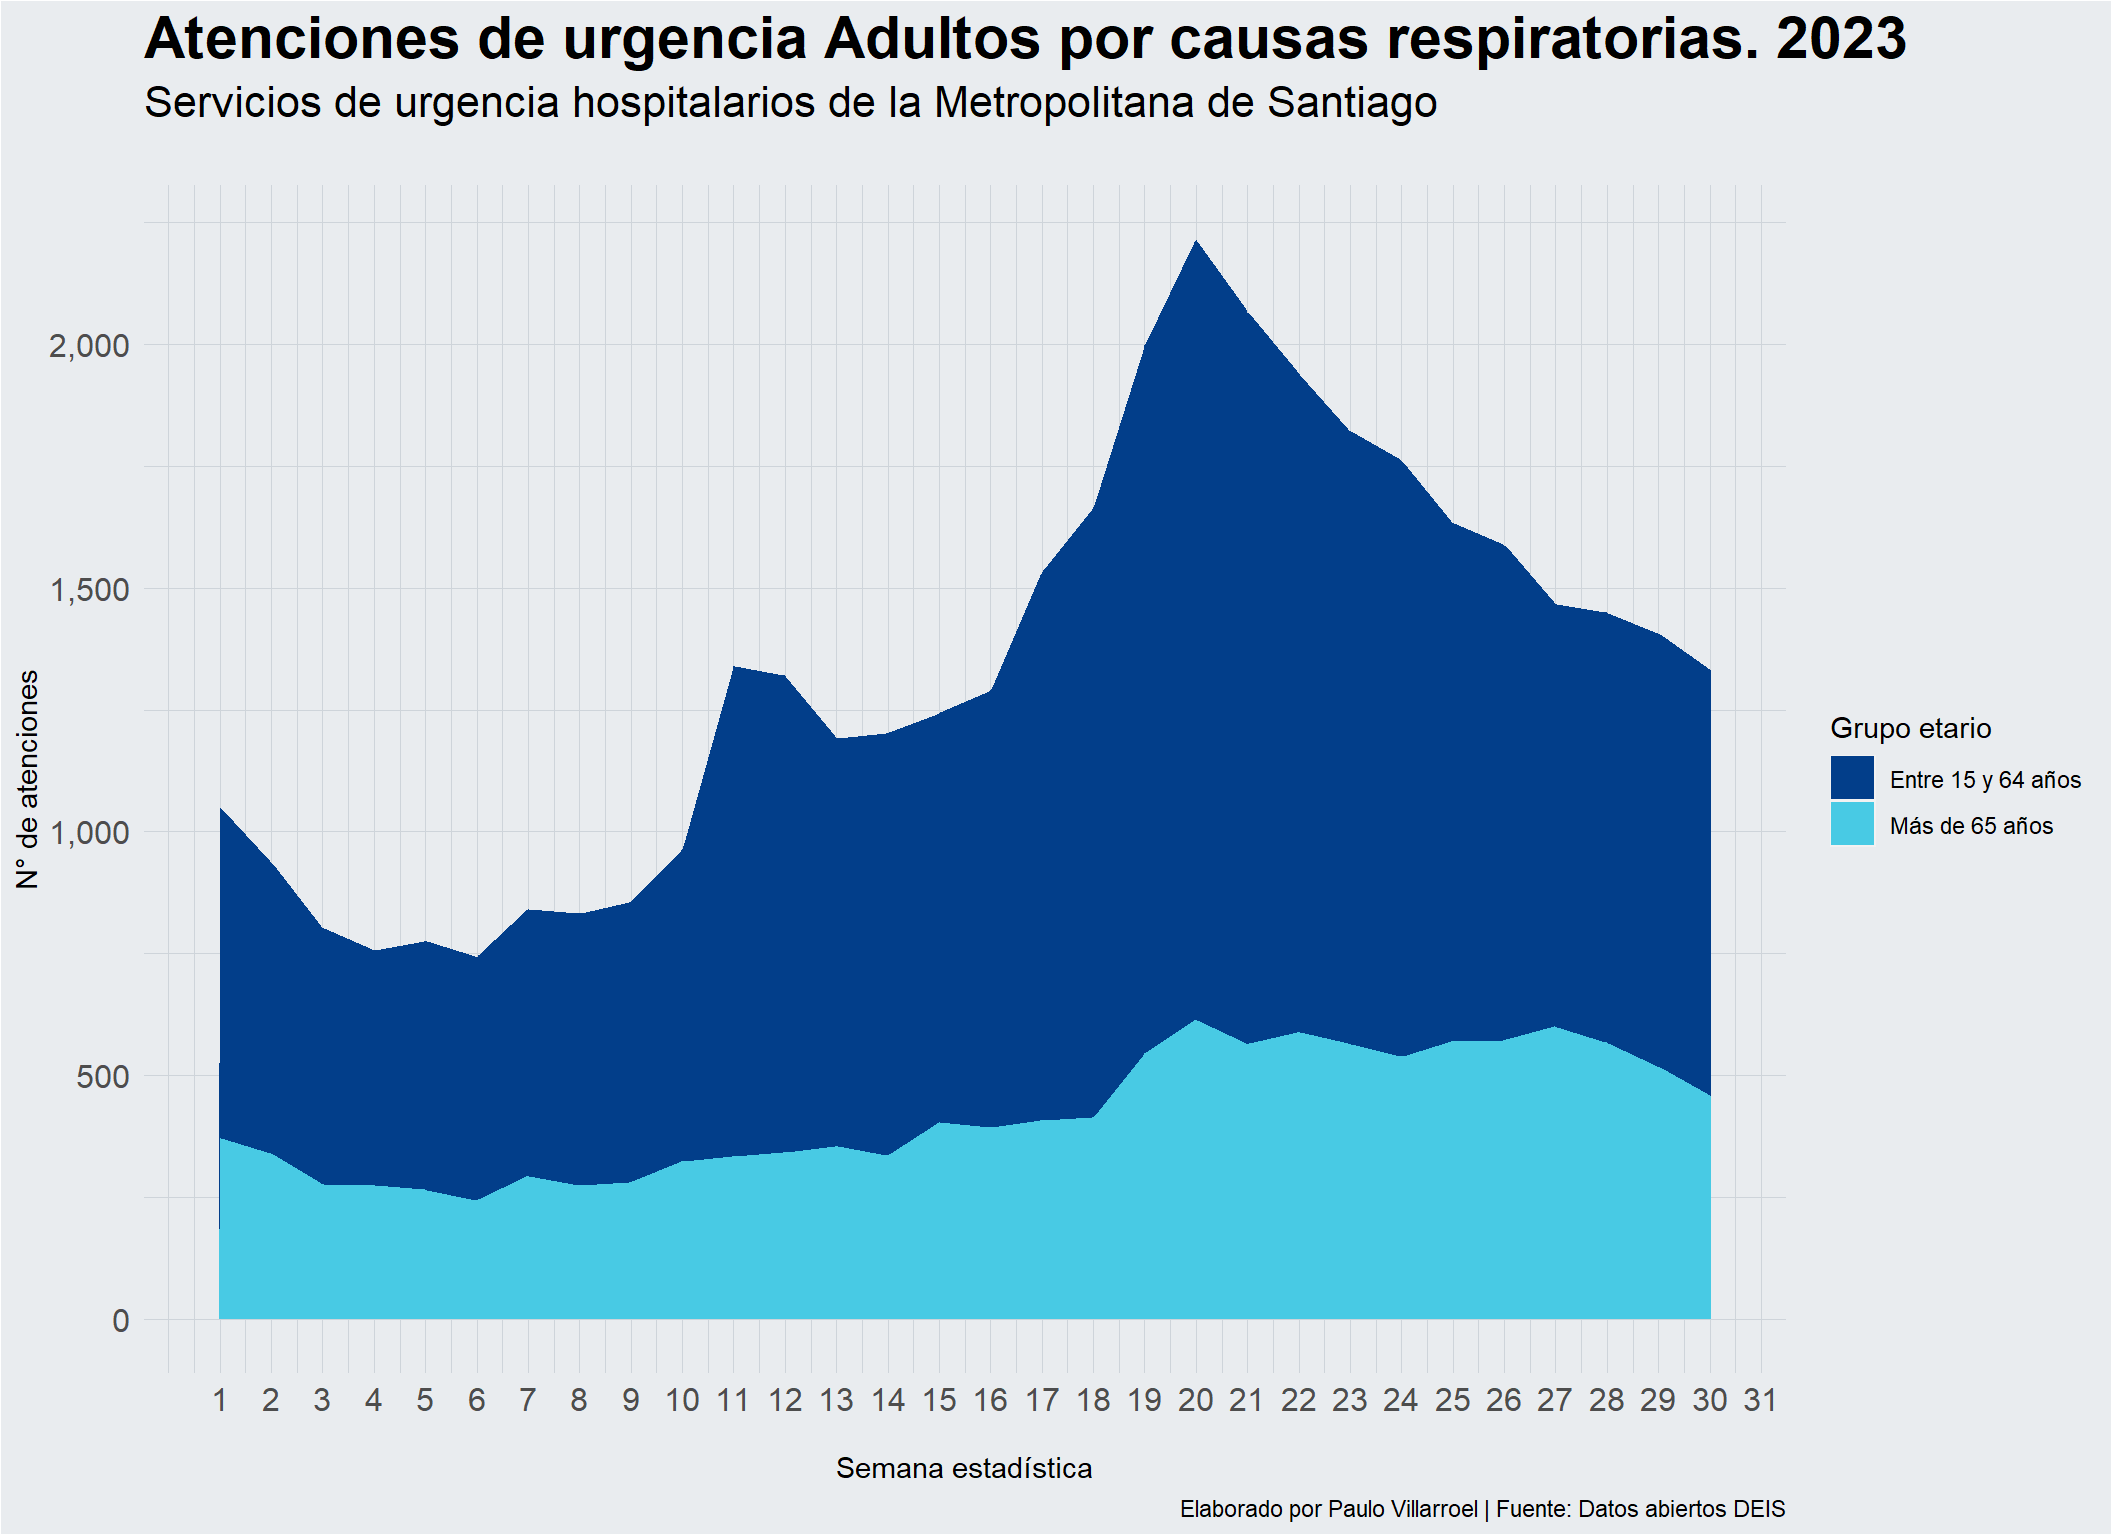 Atenciones de urgencia Adultos por causas respiratorias. 2023
Servicios de urgencia hospitalarios de la Metropolitana de Santiago
N° de atenciones
2,000
1,500
1,000
500
0
1 2 3 4 5 6 7 8 9 10 11 12 13 14 15 16 17 18 19 20 21 22 23 24 25 26 27 28 29 30 31
Semana estadística
Grupo etario
Entre 15 y 64 años
Más de 65 años
Elaborado por Paulo Villarroel | Fuente: Datos abiertos DEIS